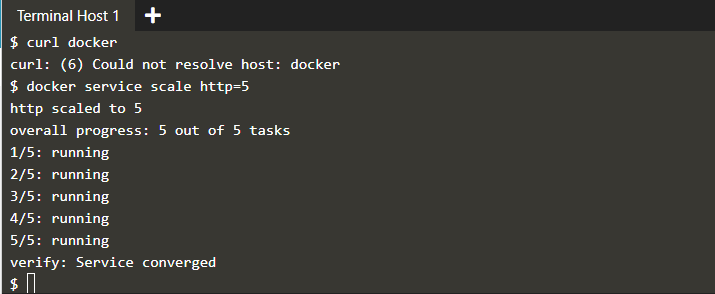 Terminal Host 1 +
$ curl docker
curl: (6) Could not resolve host: docker
$ docker service scale http=5
http scaled to 5
overall progress: 5 out of 5 tasks
1/5: running
2/5: running
3/5: running
4/5: running
5/5: running
verify: Service converged
$